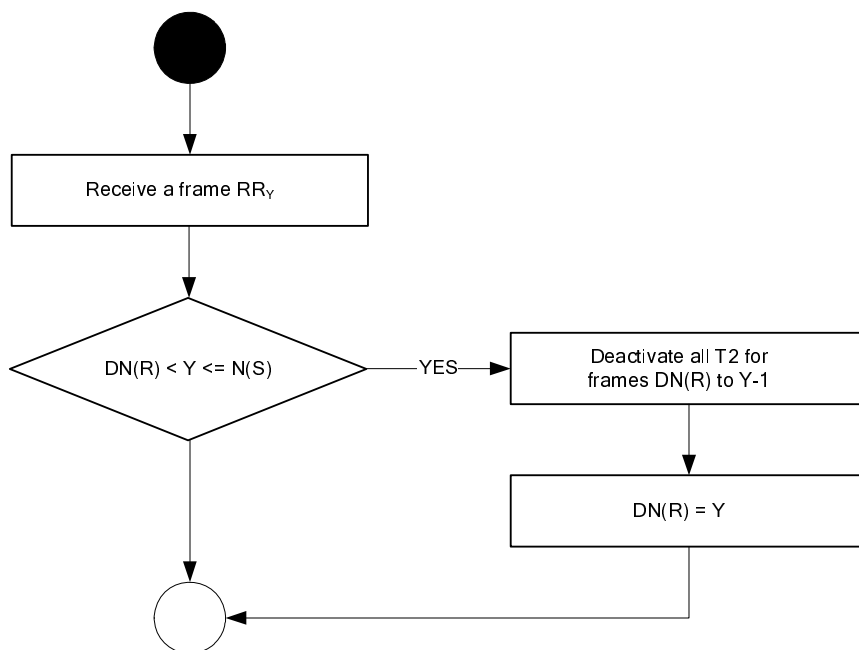 Receive a frame RRY
DN(R) < Y <= N(S)
YES
Deactivate all T2 for
frames DN(R) to Y-1
DN(R) = Y